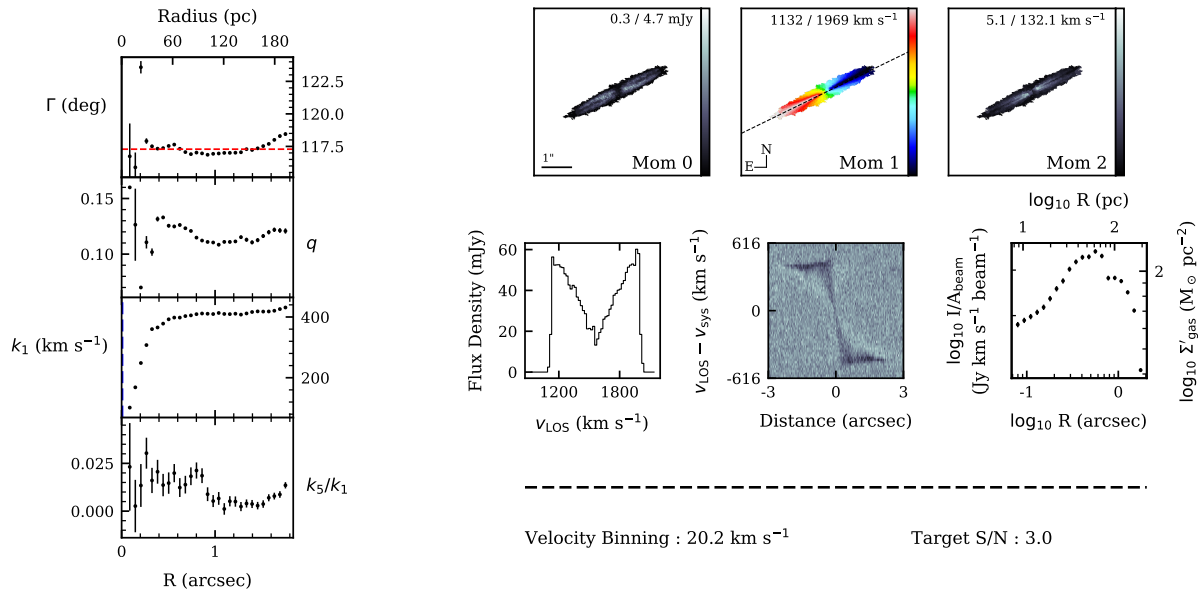 Radius (pc)
0 60 120 180
Γ (deg)
122.5
120.0
117.5
0.15
0.10
q
k₁ (km s⁻¹)
400
200
0.025
0.000
k₅/k₁
0 1
R (arcsec)
0.3 / 4.7 mJy
1"
Mom 0
1132 / 1969 km s⁻¹
N
E
Mom 1
5.1 / 132.1 km s⁻¹
Mom 2
Flux Density (mJy)
60
40
20
0
1200 1800
v_LOS (km s⁻¹)
v_LOS − v_sys (km s⁻¹)
616
0
-616
-3 0 3
Distance (arcsec)
log₁₀ R (pc)
1 2
log₁₀ I/A_beam
(Jy km s⁻¹ beam⁻¹)
2
log₁₀ Σ′_gas (M⊙ pc⁻²)
-1 0
log₁₀ R (arcsec)
Velocity Binning : 20.2 km s⁻¹
Target S/N : 3.0